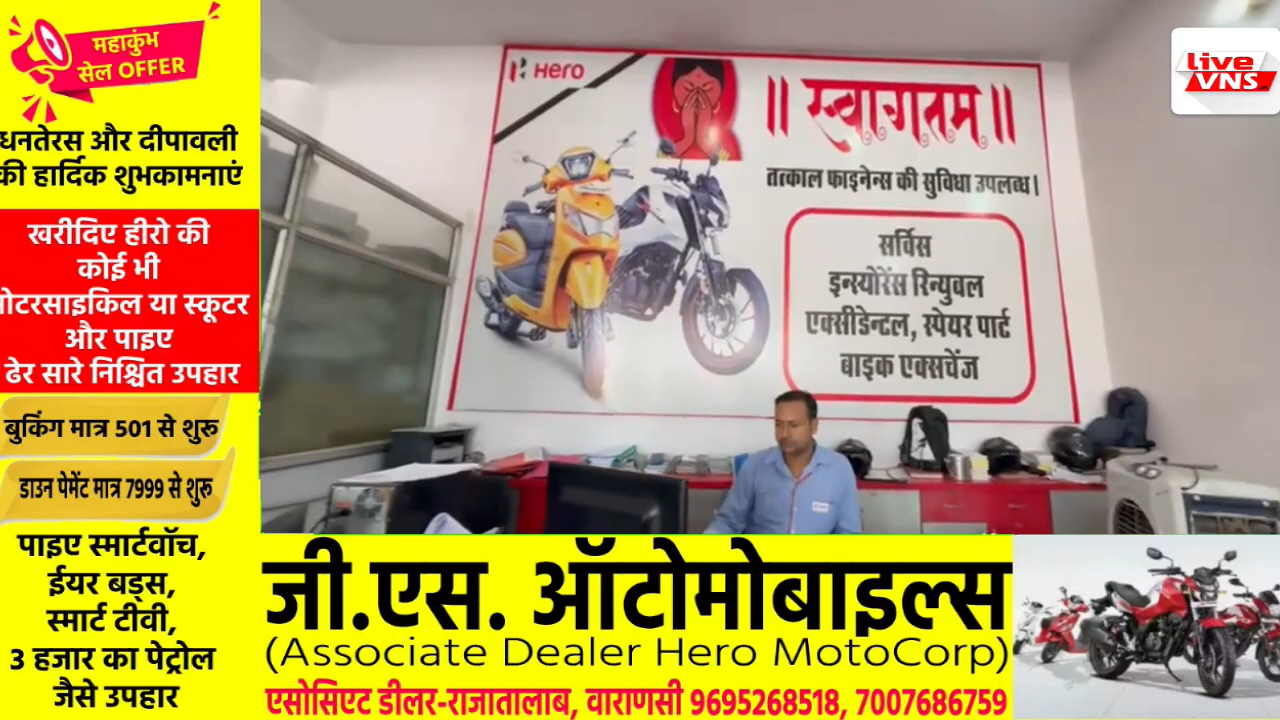 महाकुंभ
सेल OFFER
धनतेरस और दीपावली
की हार्दिक शुभकामनाएं
खरीदिए हीरो की
कोई भी
मोटरसाइकिल या स्कूटर
और पाइए
ढेर सारे निश्चित उपहार
बुकिंग मात्र 501 से शुरू
डाउन पेमेंट मात्र 7999 से शुरू
पाइए स्मार्टवॉच,
ईयर बड्स,
स्मार्ट टीवी,
3 हजार का पेट्रोल
जैसे उपहार
Hero
|| स्वागतम ||
तत्काल फाइनेन्स की सुविधा उपलब्ध।
सर्विस
इन्स्योरेंस रिन्युवल
एक्सीडेन्टल, स्पेयर पार्ट
बाइक एक्सचेंज
live
VNS
जी.एस. ऑटोमोबाइल्स
(Associate Dealer Hero MotoCorp)
एसोसिएट डीलर-राजातालाब, वाराणसी 9695268518, 7007686759